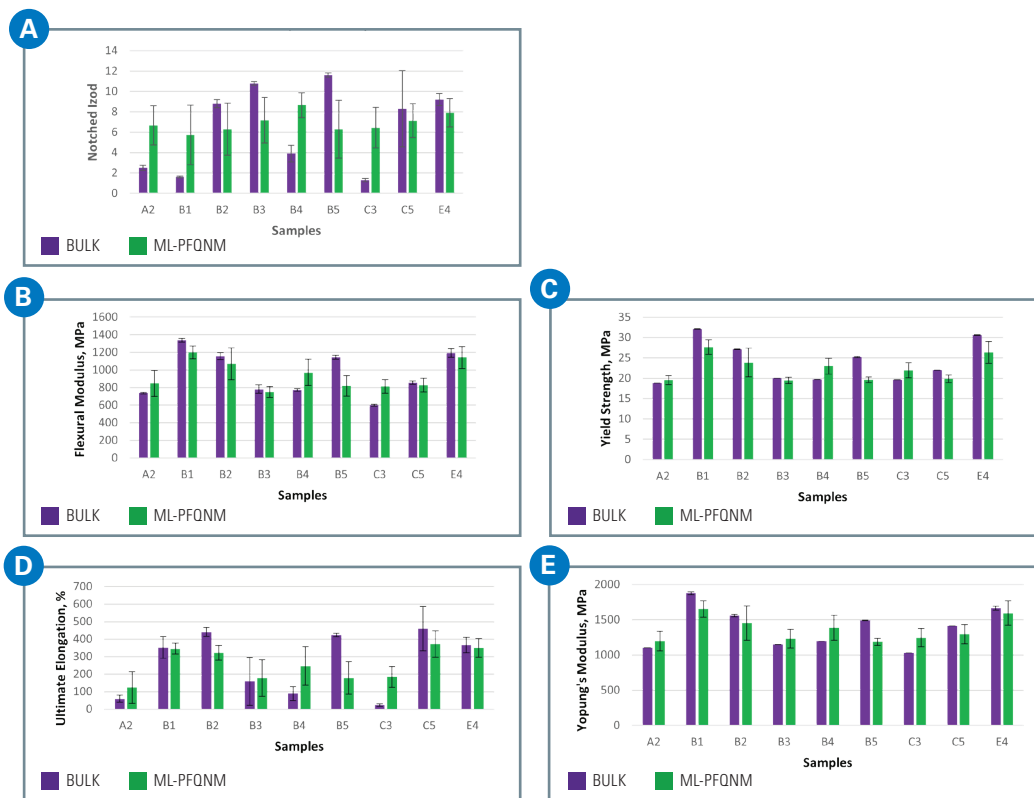 A
Notched Izod
14
12
10
8
6
4
2
0
A2 B1 B2 B3 B4 B5 C3 C5 E4
Samples
BULK ML-PFQNM
B
Flexural Modulus, MPa
1600
1400
1200
1000
800
600
400
200
0
A2 B1 B2 B3 B4 B5 C3 C5 E4
Samples
BULK ML-PFQNM
C
Yield Strength, MPa
35
30
25
20
15
10
5
0
A2 B1 B2 B3 B4 B5 C3 C5 E4
Samples
BULK ML-PFQNM
D
Ultimate Elongation, %
700
600
500
400
300
200
100
0
A2 B1 B2 B3 B4 B5 C3 C5 E4
Samples
BULK ML-PFQNM
E
Yopung's Modulus, MPa
2000
1500
1000
500
0
A2 B1 B2 B3 B4 B5 C3 C5 E4
Samples
BULK ML-PFQNM